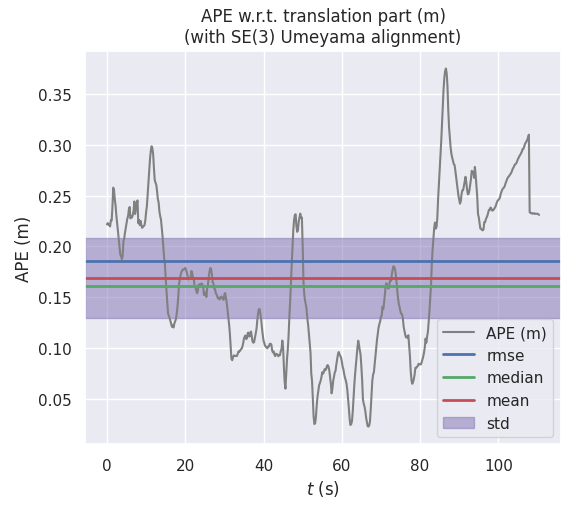 APE w.r.t. translation part (m)
(with SE(3) Umeyama alignment)
APE (m)
0.35
0.30
0.25
0.20
0.15
0.10
0.05
0 20 40 60 80 100
t (s)
APE (m)
rmse
median
mean
std